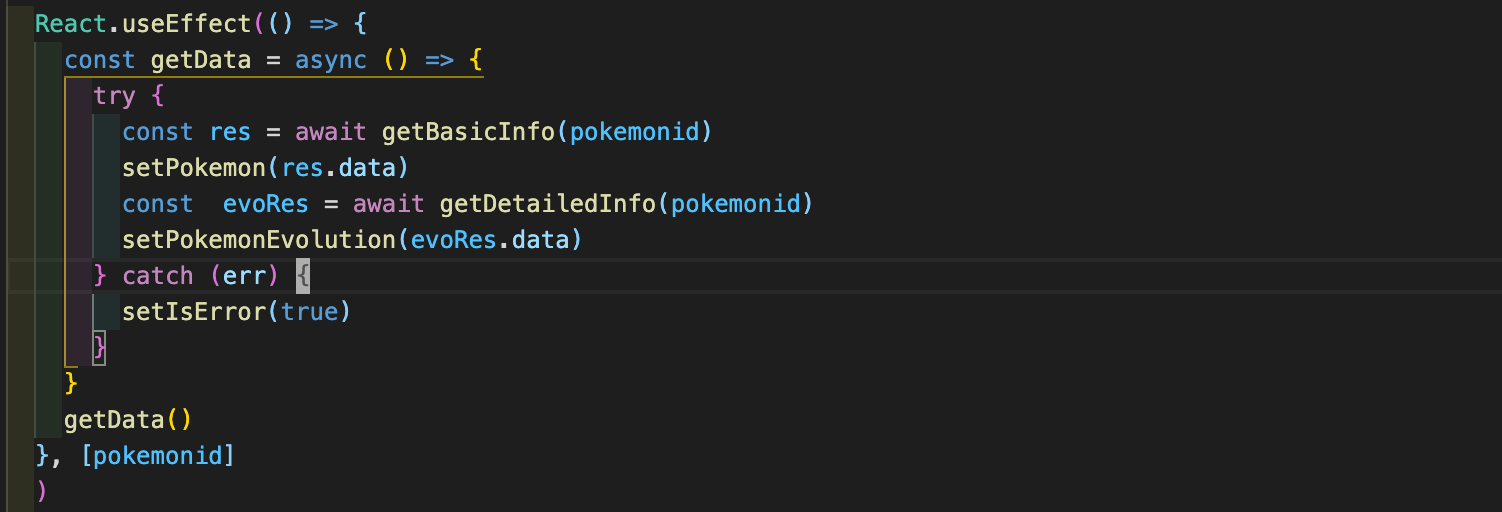 React.useEffect(() => {
  const getData = async () => {
    try {
      const res = await getBasicInfo(pokemonid)
      setPokemon(res.data)
      const  evoRes = await getDetailedInfo(pokemonid)
      setPokemonEvolution(evoRes.data)
    } catch (err) {
      setIsError(true)
    }
  }
  getData()
}, [pokemonid]
)